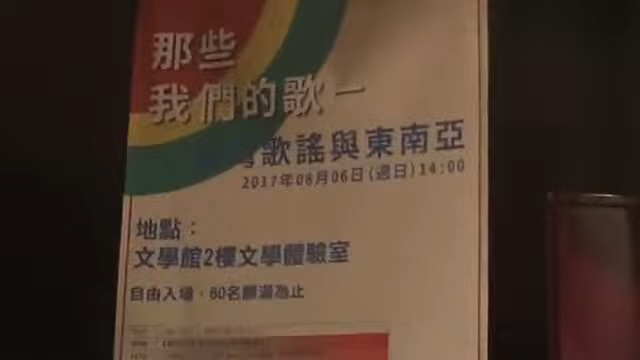 那些
我們的歌—
歌謠與東南亞
2017年08月06日(週日)14:00
地點：
文學館2樓文學體驗室
自由入場，60名額滿為止